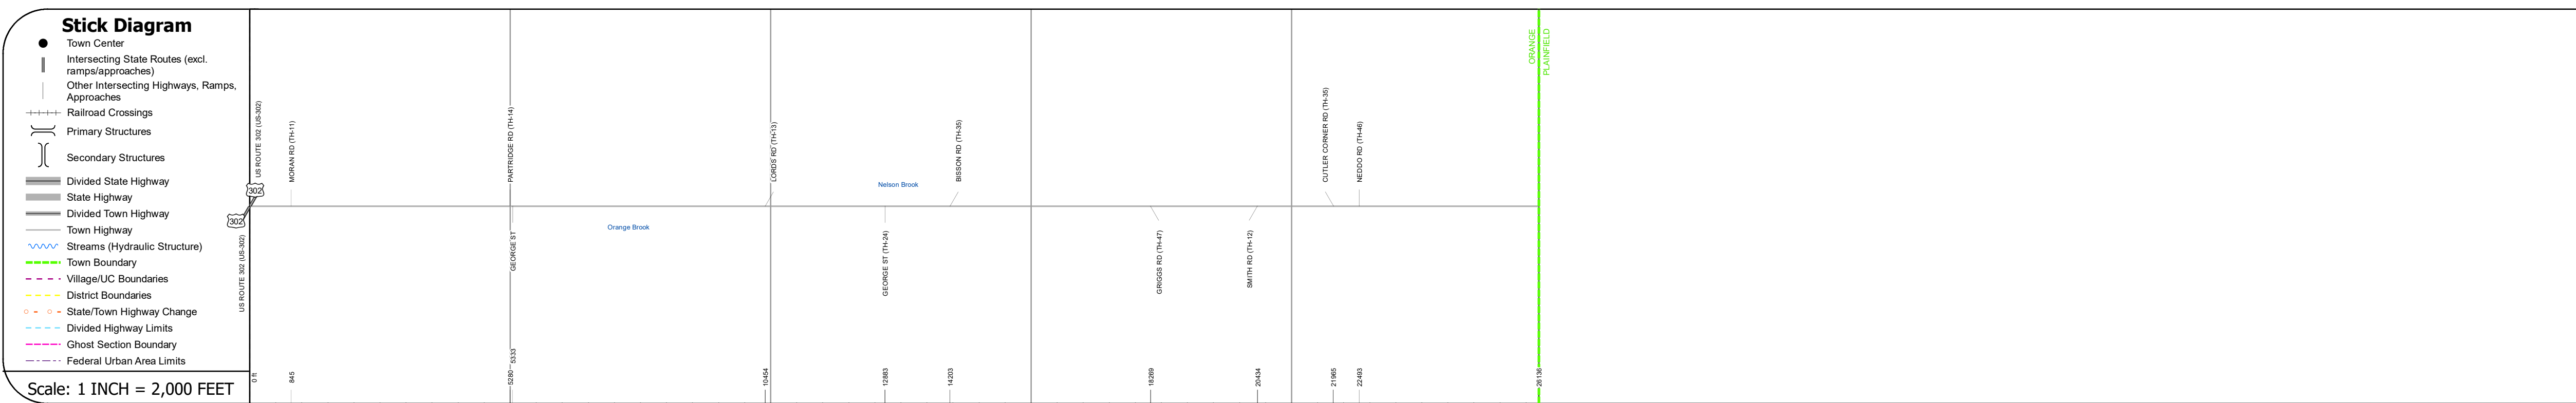 Stick Diagram
Town Center
Intersecting State Routes (excl.
ramps/approaches)
Other Intersecting Highways, Ramps,
Approaches
Railroad Crossings
Primary Structures
Secondary Structures
Divided State Highway
State Highway
Divided Town Highway
Town Highway
Streams (Hydraulic Structure)
Town Boundary
Village/UC Boundaries
District Boundaries
State/Town Highway Change
Divided Highway Limits
Ghost Section Boundary
Federal Urban Area Limits
Scale: 1 INCH = 2,000 FEET
US ROUTE 302 (US-302)
302
302
US ROUTE 302 (US-302)
MORAN RD (TH-11)
PARTRIDGE RD (TH-14)
GEORGE ST
Orange Brook
LORDS RD (TH-13)
Nelson Brook
GEORGE ST (TH-24)
BISSON RD (TH-35)
GRIGGS RD (TH-47)
SMITH RD (TH-12)
CUTLER CORNER RD (TH-35)
NEDDO RD (TH-46)
ORANGE
PLAINFIELD
0 ft
845
5280
5333
10454
12883
14203
18269
20434
21965
22493
26136